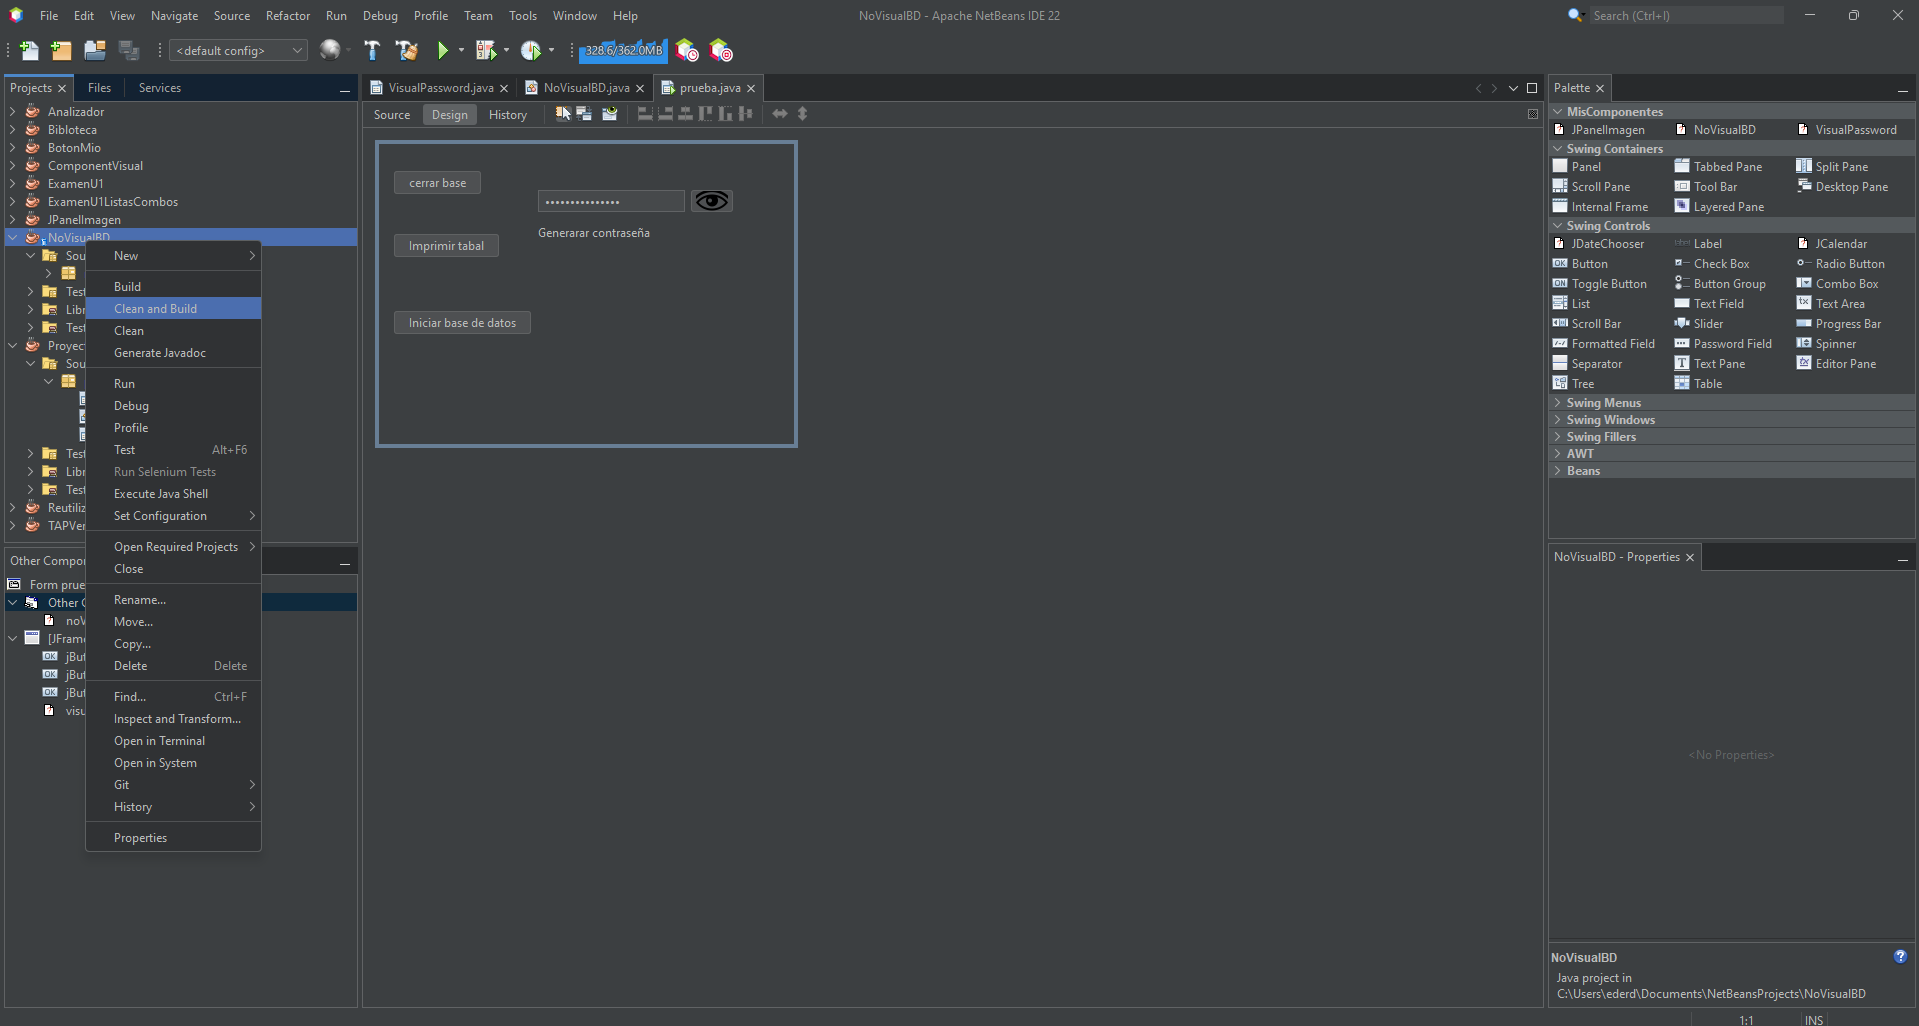 File Edit View Navigate Source Refactor Run Debug Profile Team Tools Window Help
NoVisualBD - Apache NetBeans IDE 22
Search (Ctrl+I)
<default config>
328.6/362.0MB
Projects Files Services
Analizador
Bibloteca
BotonMio
ComponentVisual
ExamenU1
ExamenU1ListasCombos
JPanelImagen
NoVisualBD
Sou
Test
Libr
Test
Proyec
Sou
Test
Libr
Test
Reutiliz
TAPVer
New
Build
Clean and Build
Clean
Generate Javadoc
Run
Debug
Profile
Test Alt+F6
Run Selenium Tests
Execute Java Shell
Set Configuration
Open Required Projects
Close
Rename...
Move...
Copy...
Delete Delete
Find... Ctrl+F
Inspect and Transform...
Open in Terminal
Open in System
Git
History
Properties
Other Compo
Form prue
Other C
noV
[JFram
OK jBut
OK jBut
OK jBut
visu
VisualPassword.java NoVisualBD.java prueba.java
Source Design History
cerrar base
Generarar contraseña
Imprimir tabal
Iniciar base de datos
Palette
MisComponentes
JPanelImagen NoVisualBD VisualPassword
Swing Containers
Panel Tabbed Pane Split Pane
Scroll Pane Tool Bar Desktop Pane
Internal Frame Layered Pane
Swing Controls
JDateChooser Label JCalendar
Button Check Box Radio Button
Toggle Button Button Group Combo Box
List Text Field Text Area
Scroll Bar Slider Progress Bar
Formatted Field Password Field Spinner
Separator Text Pane Editor Pane
Tree Table
Swing Menus
Swing Windows
Swing Fillers
AWT
Beans
NoVisualBD - Properties
<No Properties>
NoVisualBD
Java project in
C:\Users\ederd\Documents\NetBeansProjects\NoVisualBD
1:1 INS